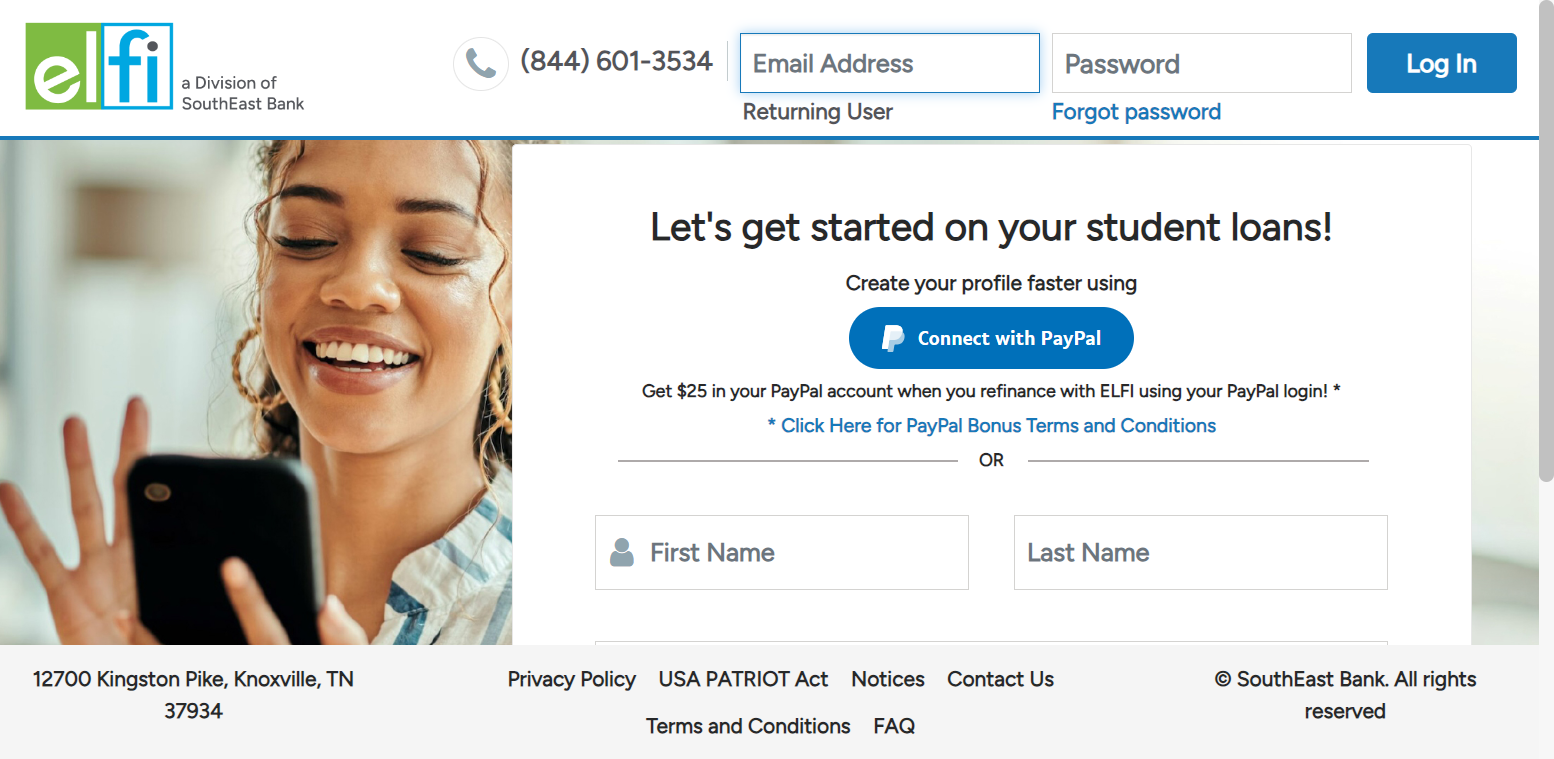 elfi
a Division of
SouthEast Bank
(844) 601-3534
Email Address
Password
Log In
Returning User
Forgot password
Let's get started on your student loans!
Create your profile faster using
Connect with PayPal
Get $25 in your PayPal account when you refinance with ELFI using your PayPal login! *
* Click Here for PayPal Bonus Terms and Conditions
OR
First Name
Last Name
12700 Kingston Pike, Knoxville, TN
37934
Privacy Policy
USA PATRIOT Act
Notices
Contact Us
Terms and Conditions
FAQ
© SouthEast Bank. All rights
reserved